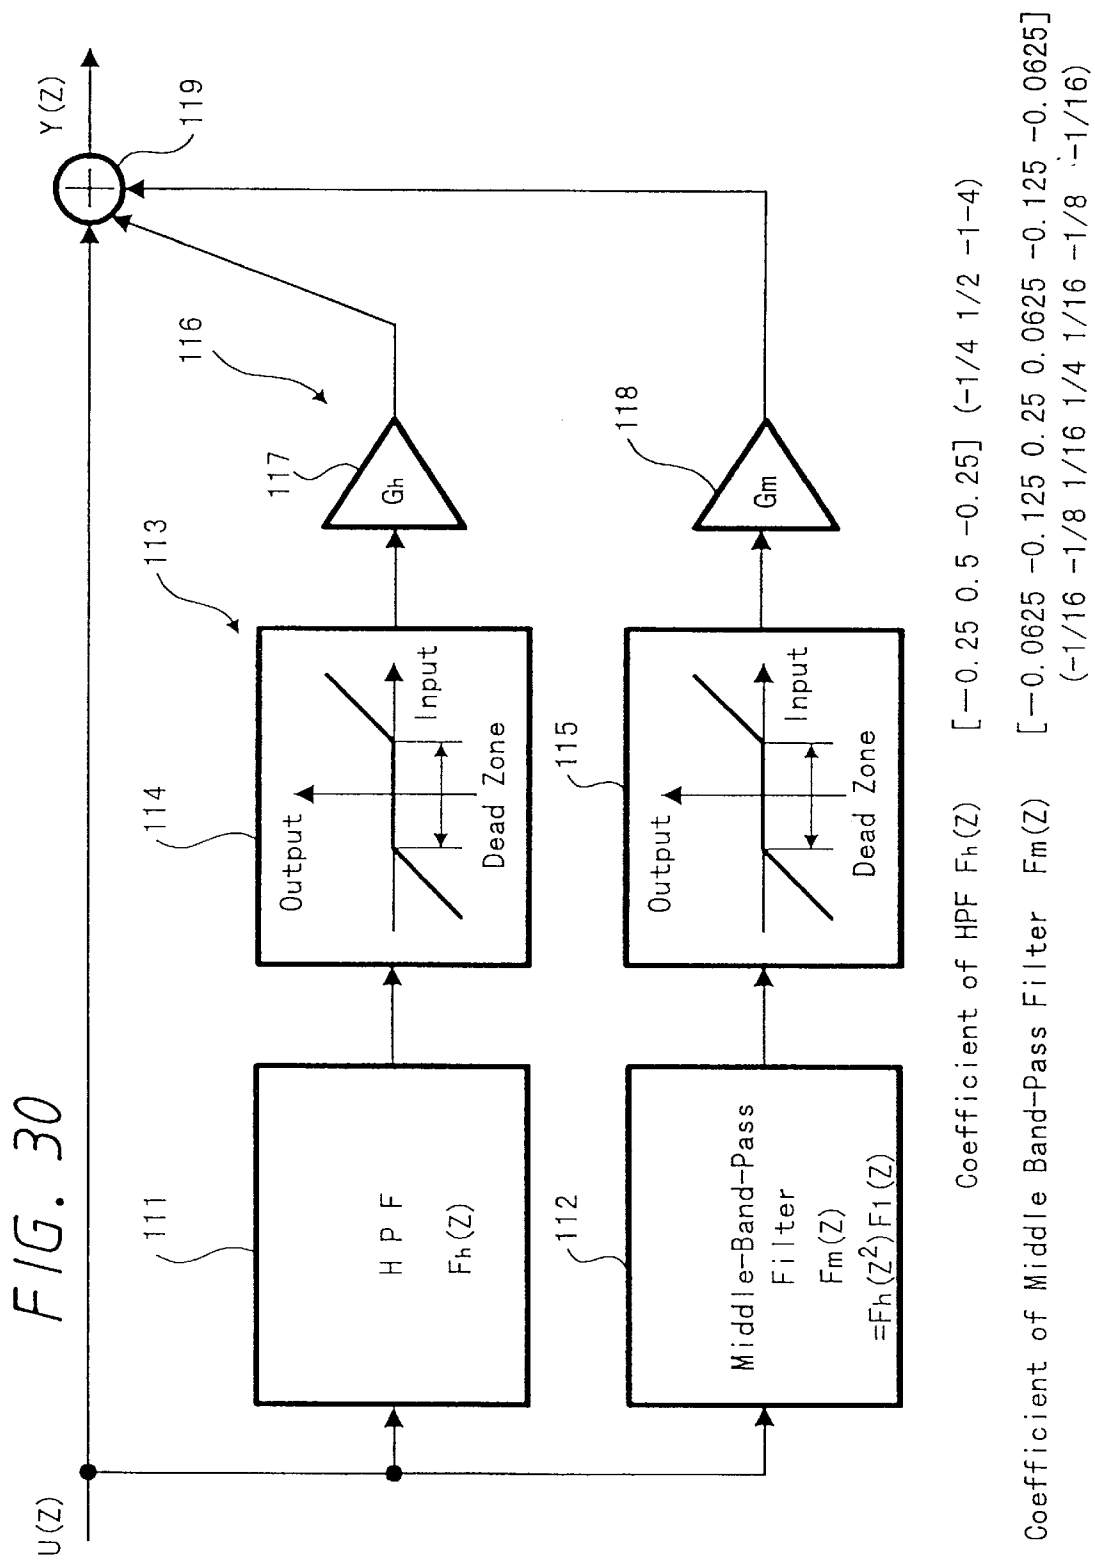 FIG. 30
U(Z)
Y(Z)
119
111
HPF
Fh(Z)
113
114
Output
Input
Dead Zone
116
117
Gh
112
Middle-Band-Pass
Filter
Fm(Z)
=Fh(Z²)Fl(Z)
115
Output
Input
Dead Zone
118
Gm
Coefficient of HPF Fh(Z) [-0.25 0.5 -0.25] (-1/4 1/2 -1-4)
Coefficient of Middle Band-Pass Filter Fm(Z) [-0.0625 -0.125 0.0625 0.25 0.0625 -0.125 -0.0625]
(-1/16 -1/8 1/16 1/4 1/16 -1/8 -1/16)